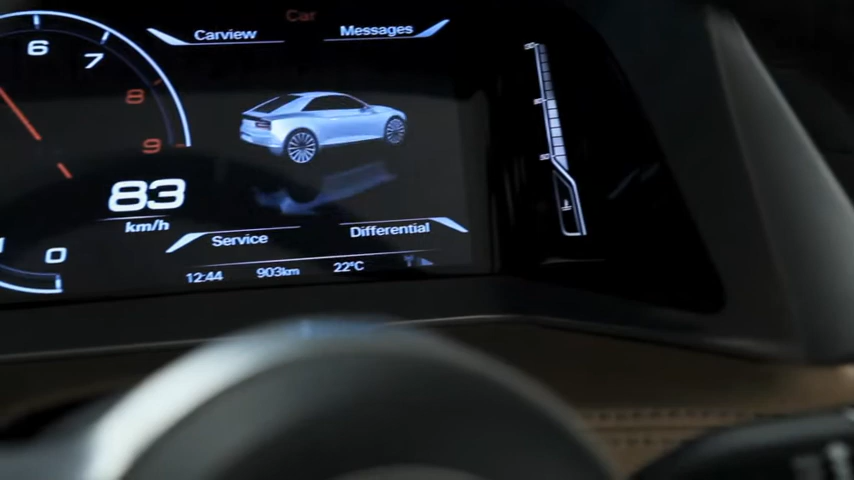 Car
Carview
Messages
6
7
8
9
83
km/h
0
Service
Differential
12:44
903km
22°C